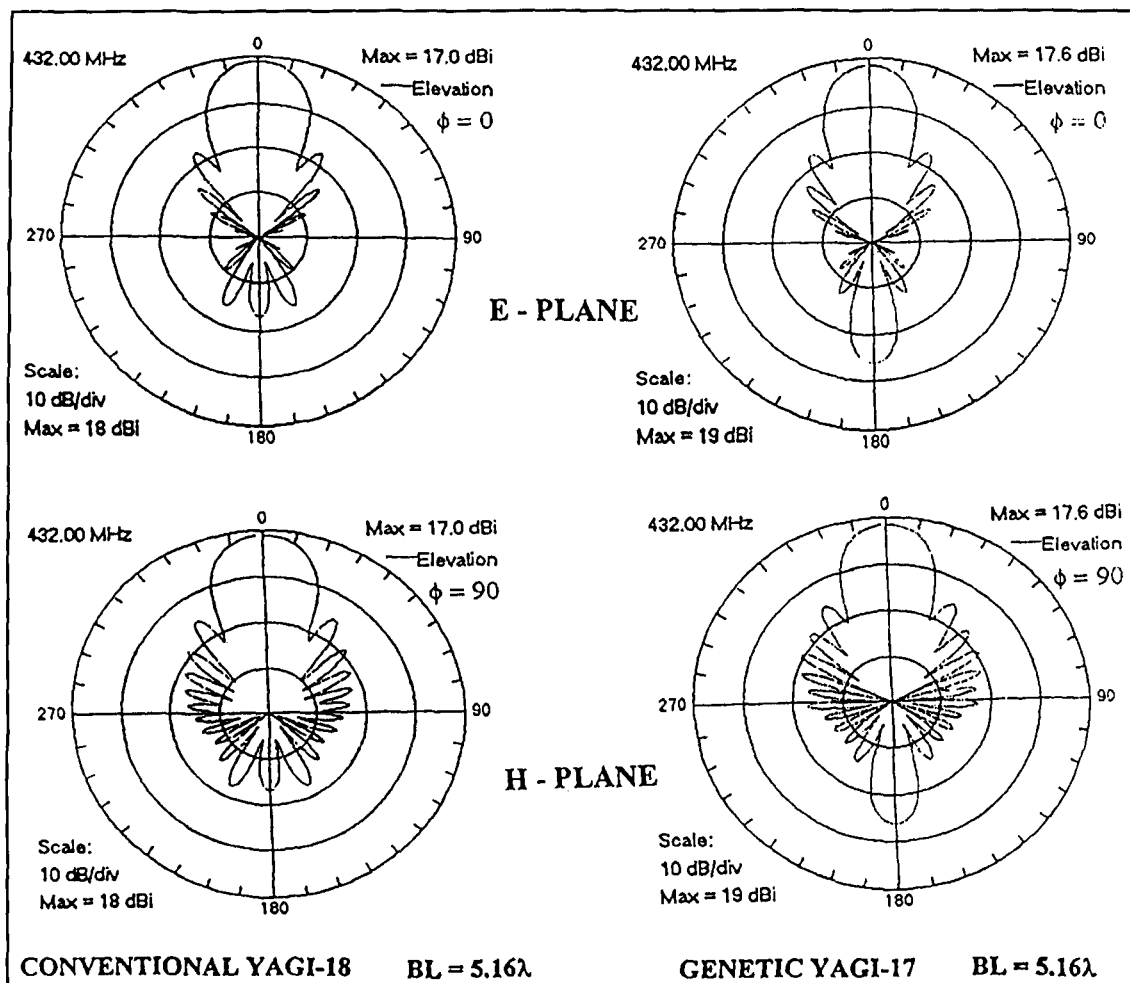 0
432.00 MHz
Max = 17.0 dBi
Elevation
ϕ = 0
270
90
Scale:
10 dB/div
Max = 18 dBi
180
0
432.00 MHz
Max = 17.6 dBi
Elevation
ϕ = 0
270
90
Scale:
10 dB/div
Max = 19 dBi
180
E - PLANE
0
432.00 MHz
Max = 17.0 dBi
Elevation
ϕ = 90
270
90
Scale:
10 dB/div
Max = 18 dBi
180
0
432.00 MHz
Max = 17.6 dBi
Elevation
ϕ = 90
270
90
Scale:
10 dB/div
Max = 19 dBi
180
H - PLANE
CONVENTIONAL YAGI-18 BL = 5.16λ
GENETIC YAGI-17 BL = 5.16λ